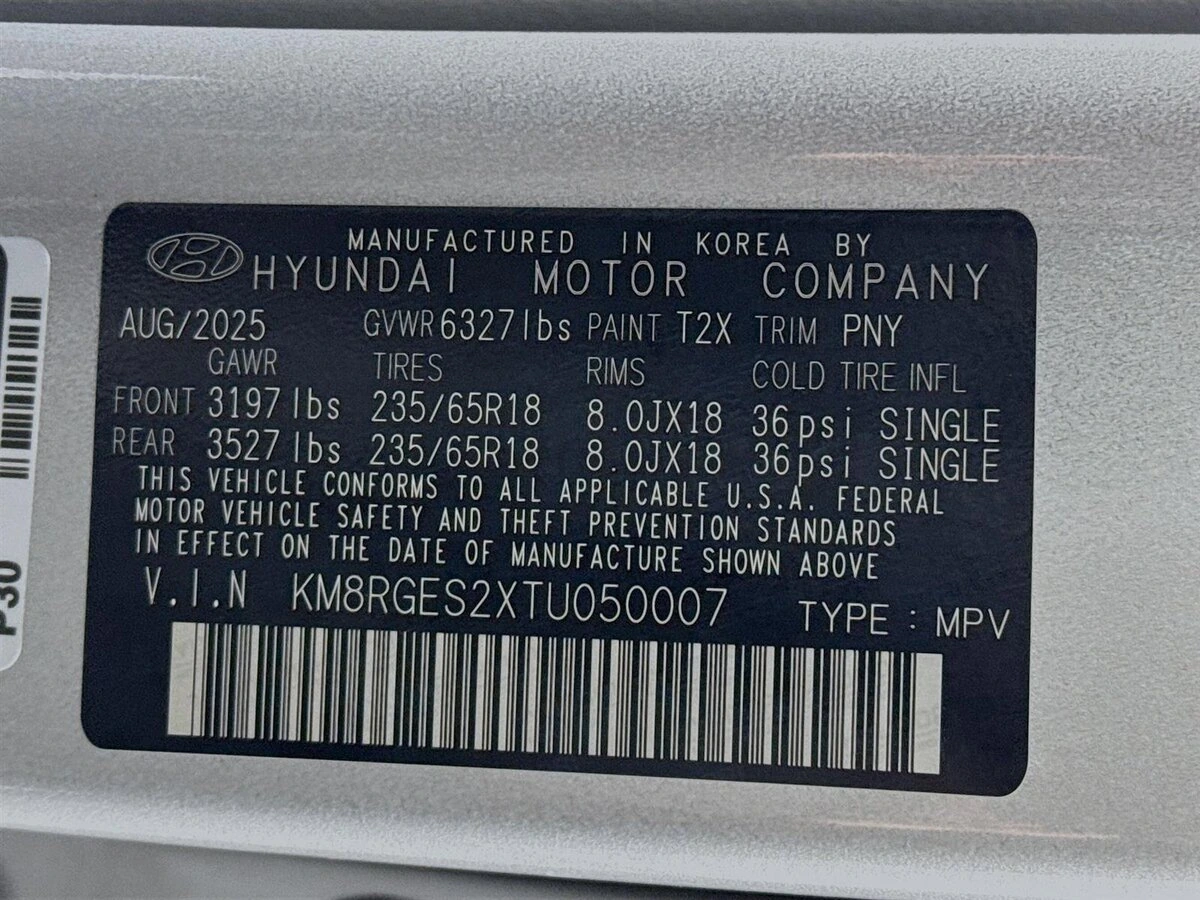 MANUFACTURED IN KOREA BY
HYUNDAI MOTOR COMPANY
AUG/2025 GVWR 6327lbs PAINT T2X TRIM PNY
GAWR TIRES RIMS COLD TIRE INFL
FRONT 3197lbs 235/65R18 8.0JX18 36psi SINGLE
REAR 3527lbs 235/65R18 8.0JX18 36psi SINGLE
THIS VEHICLE CONFORMS TO ALL APPLICABLE U.S.A. FEDERAL
MOTOR VEHICLE SAFETY AND THEFT PREVENTION STANDARDS
IN EFFECT ON THE DATE OF MANUFACTURE SHOWN ABOVE
V.I.N KM8RGES2XTU050007 TYPE : MPV
P30